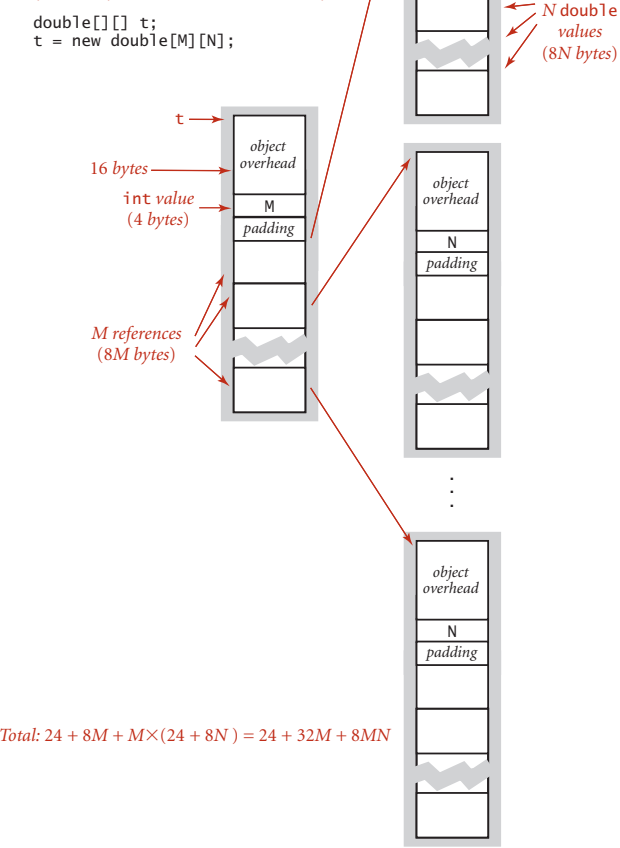 double[][] t;
t = new double[M][N];
N double
values
(8N bytes)
t
object
overhead
16 bytes
int value
(4 bytes)
M
padding
M references
(8M bytes)
object
overhead
N
padding
.
.
.
object
overhead
N
padding
Total: 24 + 8M + M×(24 + 8N ) = 24 + 32M + 8MN